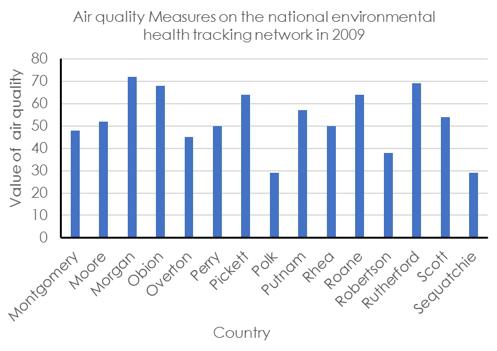 Air quality Measures on the national environmental
health tracking network in 2009
Value of air quality
80
70
60
50
40
30
20
10
0
Montgomery
Moore
Morgan
Obion
Overton
Perry
Pickett
Polk
Putnam
Rhea
Roane
Robertson
Rutherford
Scott
Sequatchie
Country